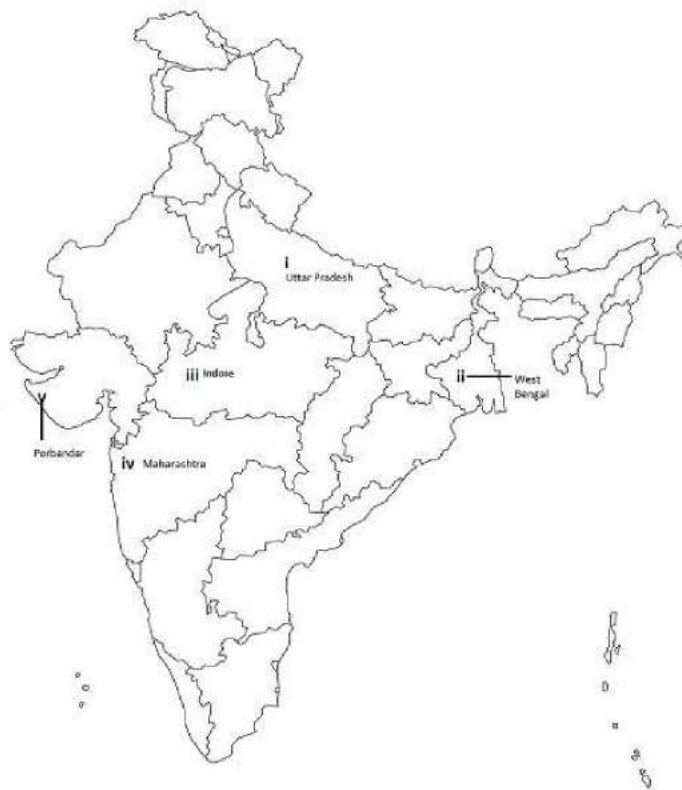 i
Uttar Pradesh
iii Indore
ii West
Bengal
v
Porbandar
iv Maharashtra